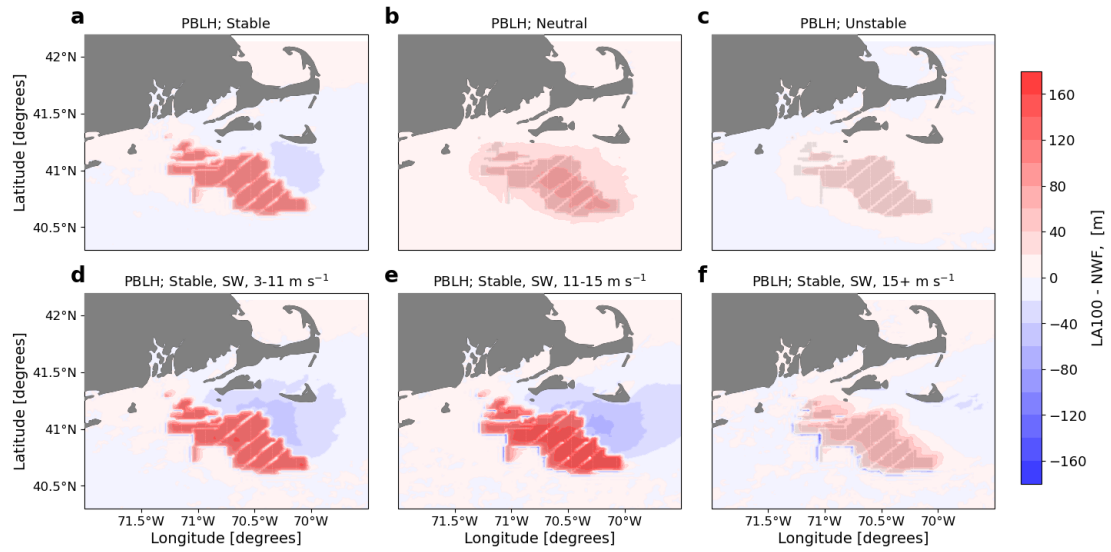 a PBLH; Stable
b PBLH; Neutral
c PBLH; Unstable
42°N
41.5°N
41°N
40.5°N
Latitude [degrees]
d PBLH; Stable, SW, 3-11 m s⁻¹
e PBLH; Stable, SW, 11-15 m s⁻¹
f PBLH; Stable, SW, 15+ m s⁻¹
42°N
41.5°N
41°N
40.5°N
Latitude [degrees]
71.5°W 71°W 70.5°W 70°W
71.5°W 71°W 70.5°W 70°W
71.5°W 71°W 70.5°W 70°W
Longitude [degrees]
Longitude [degrees]
Longitude [degrees]
160
120
80
40
0
−40
−80
−120
−160
LA100 - NWF, [m]